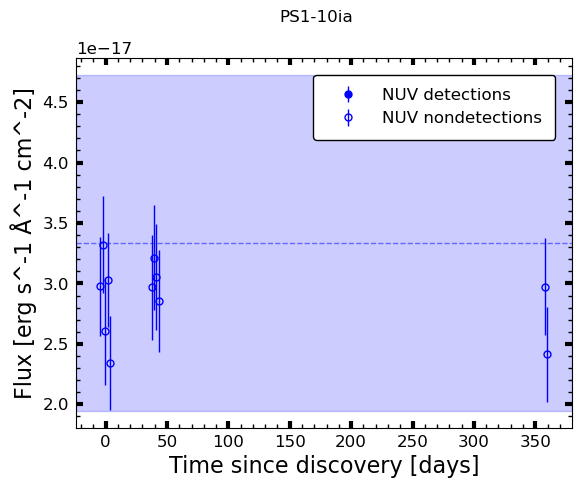 PS1-10ia
1e−17
NUV detections
NUV nondetections
Flux [erg s^-1 Å^-1 cm^-2]
4.5
4.0
3.5
3.0
2.5
2.0
0 50 100 150 200 250 300 350
Time since discovery [days]